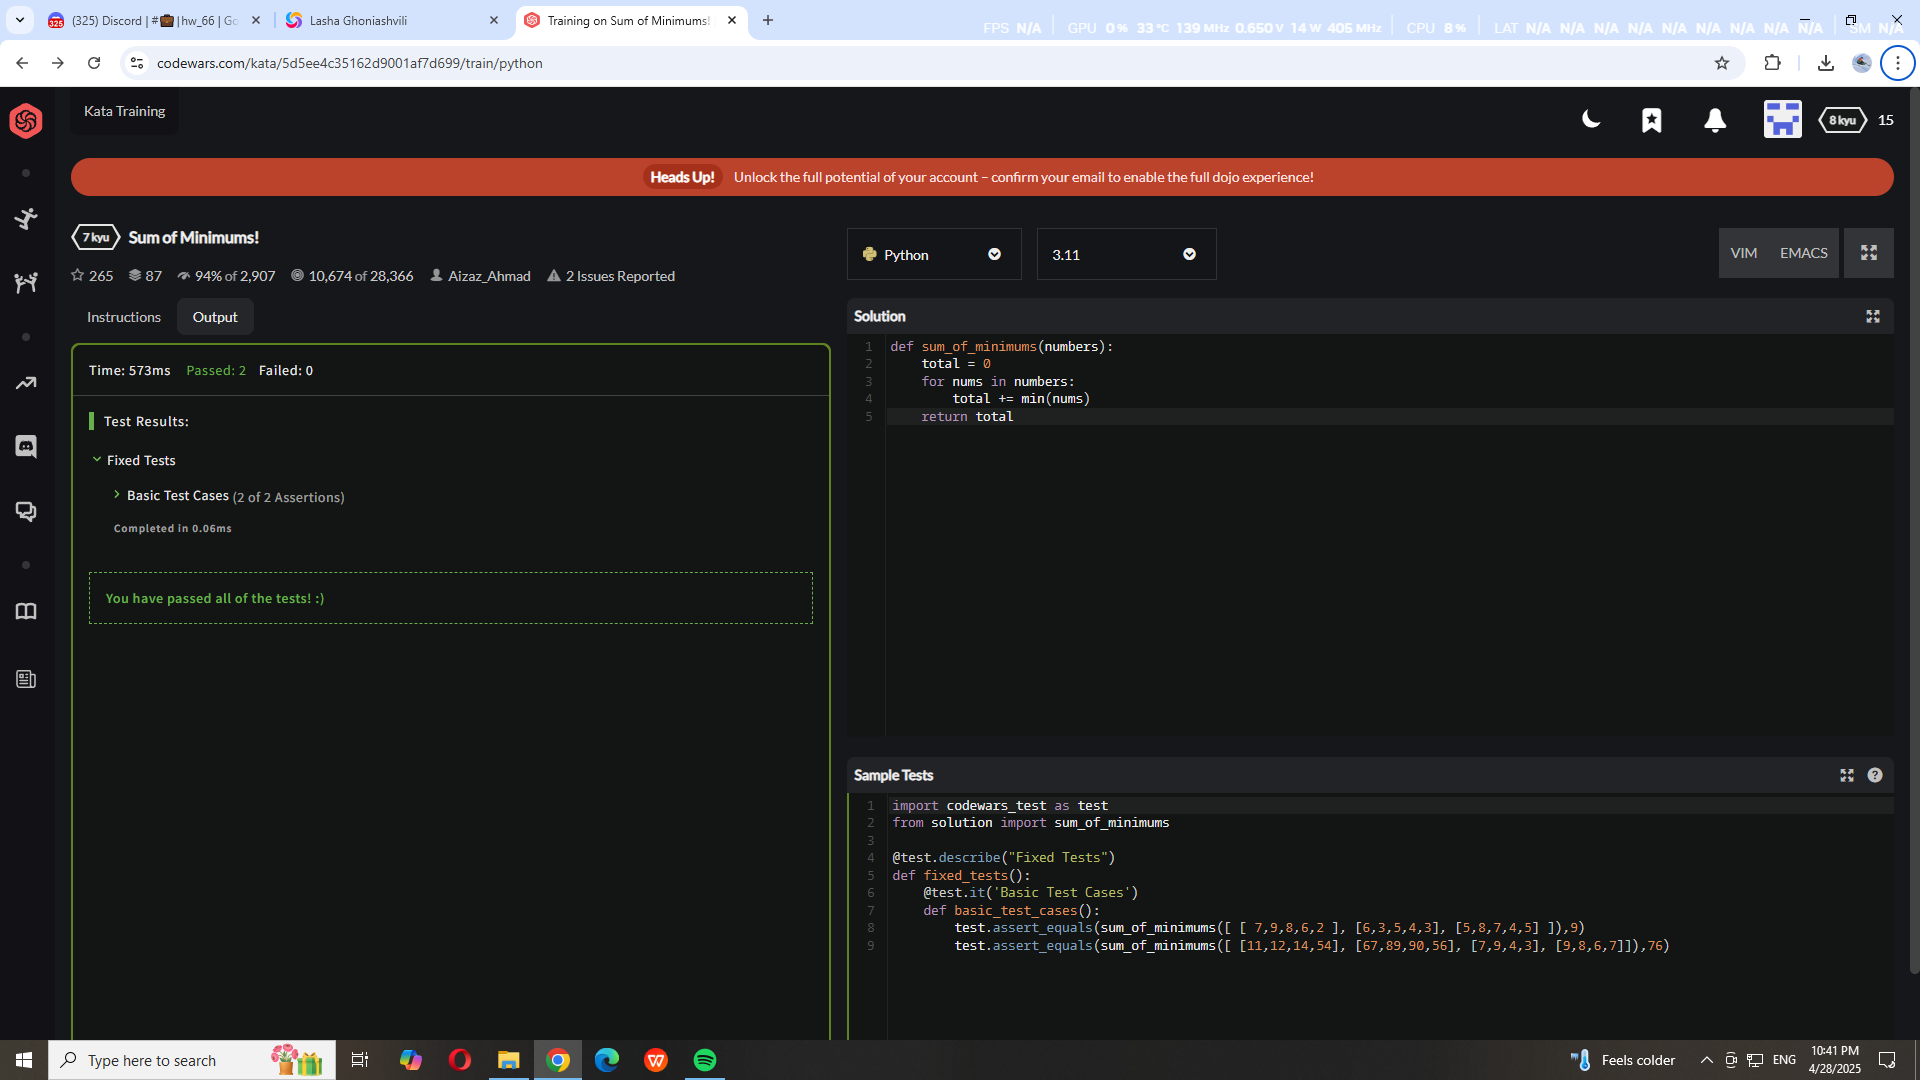 (325) Discord | #💼|hw_66 | Go
Lasha Ghoniashvili
Training on Sum of Minimums!
FPS N/A GPU 0% 33°C 139 MHz 0.650 V 14 W 405 MHz CPU 8% LAT N/A N/A N/A N/A N/A N/A N/A N/A N/A SM N/A
codewars.com/kata/5d5ee4c35162d9001af7d699/train/python
Kata Training
8 kyu 15
Heads Up! Unlock the full potential of your account – confirm your email to enable the full dojo experience!
7 kyu Sum of Minimums!
265 87 94% of 2,907 10,674 of 28,366 Aizaz_Ahmad 2 Issues Reported
Instructions Output
Time: 573ms Passed: 2 Failed: 0
Test Results:
Fixed Tests
Basic Test Cases (2 of 2 Assertions)
Completed in 0.06ms
You have passed all of the tests! :)
Python 3.11 VIM EMACS
Solution
1 def sum_of_minimums(numbers):
2     total = 0
3     for nums in numbers:
4         total += min(nums)
5     return total
Sample Tests
1 import codewars_test as test
2 from solution import sum_of_minimums
3
4 @test.describe("Fixed Tests")
5 def fixed_tests():
6     @test.it('Basic Test Cases')
7     def basic_test_cases():
8         test.assert_equals(sum_of_minimums([ [ 7,9,8,6,2 ], [6,3,5,4,3], [5,8,7,4,5] ]),9)
9         test.assert_equals(sum_of_minimums([ [11,12,14,54], [67,89,90,56], [7,9,4,3], [9,8,6,7]]),76)
Type here to search
Feels colder
ENG
10:41 PM
4/28/2025